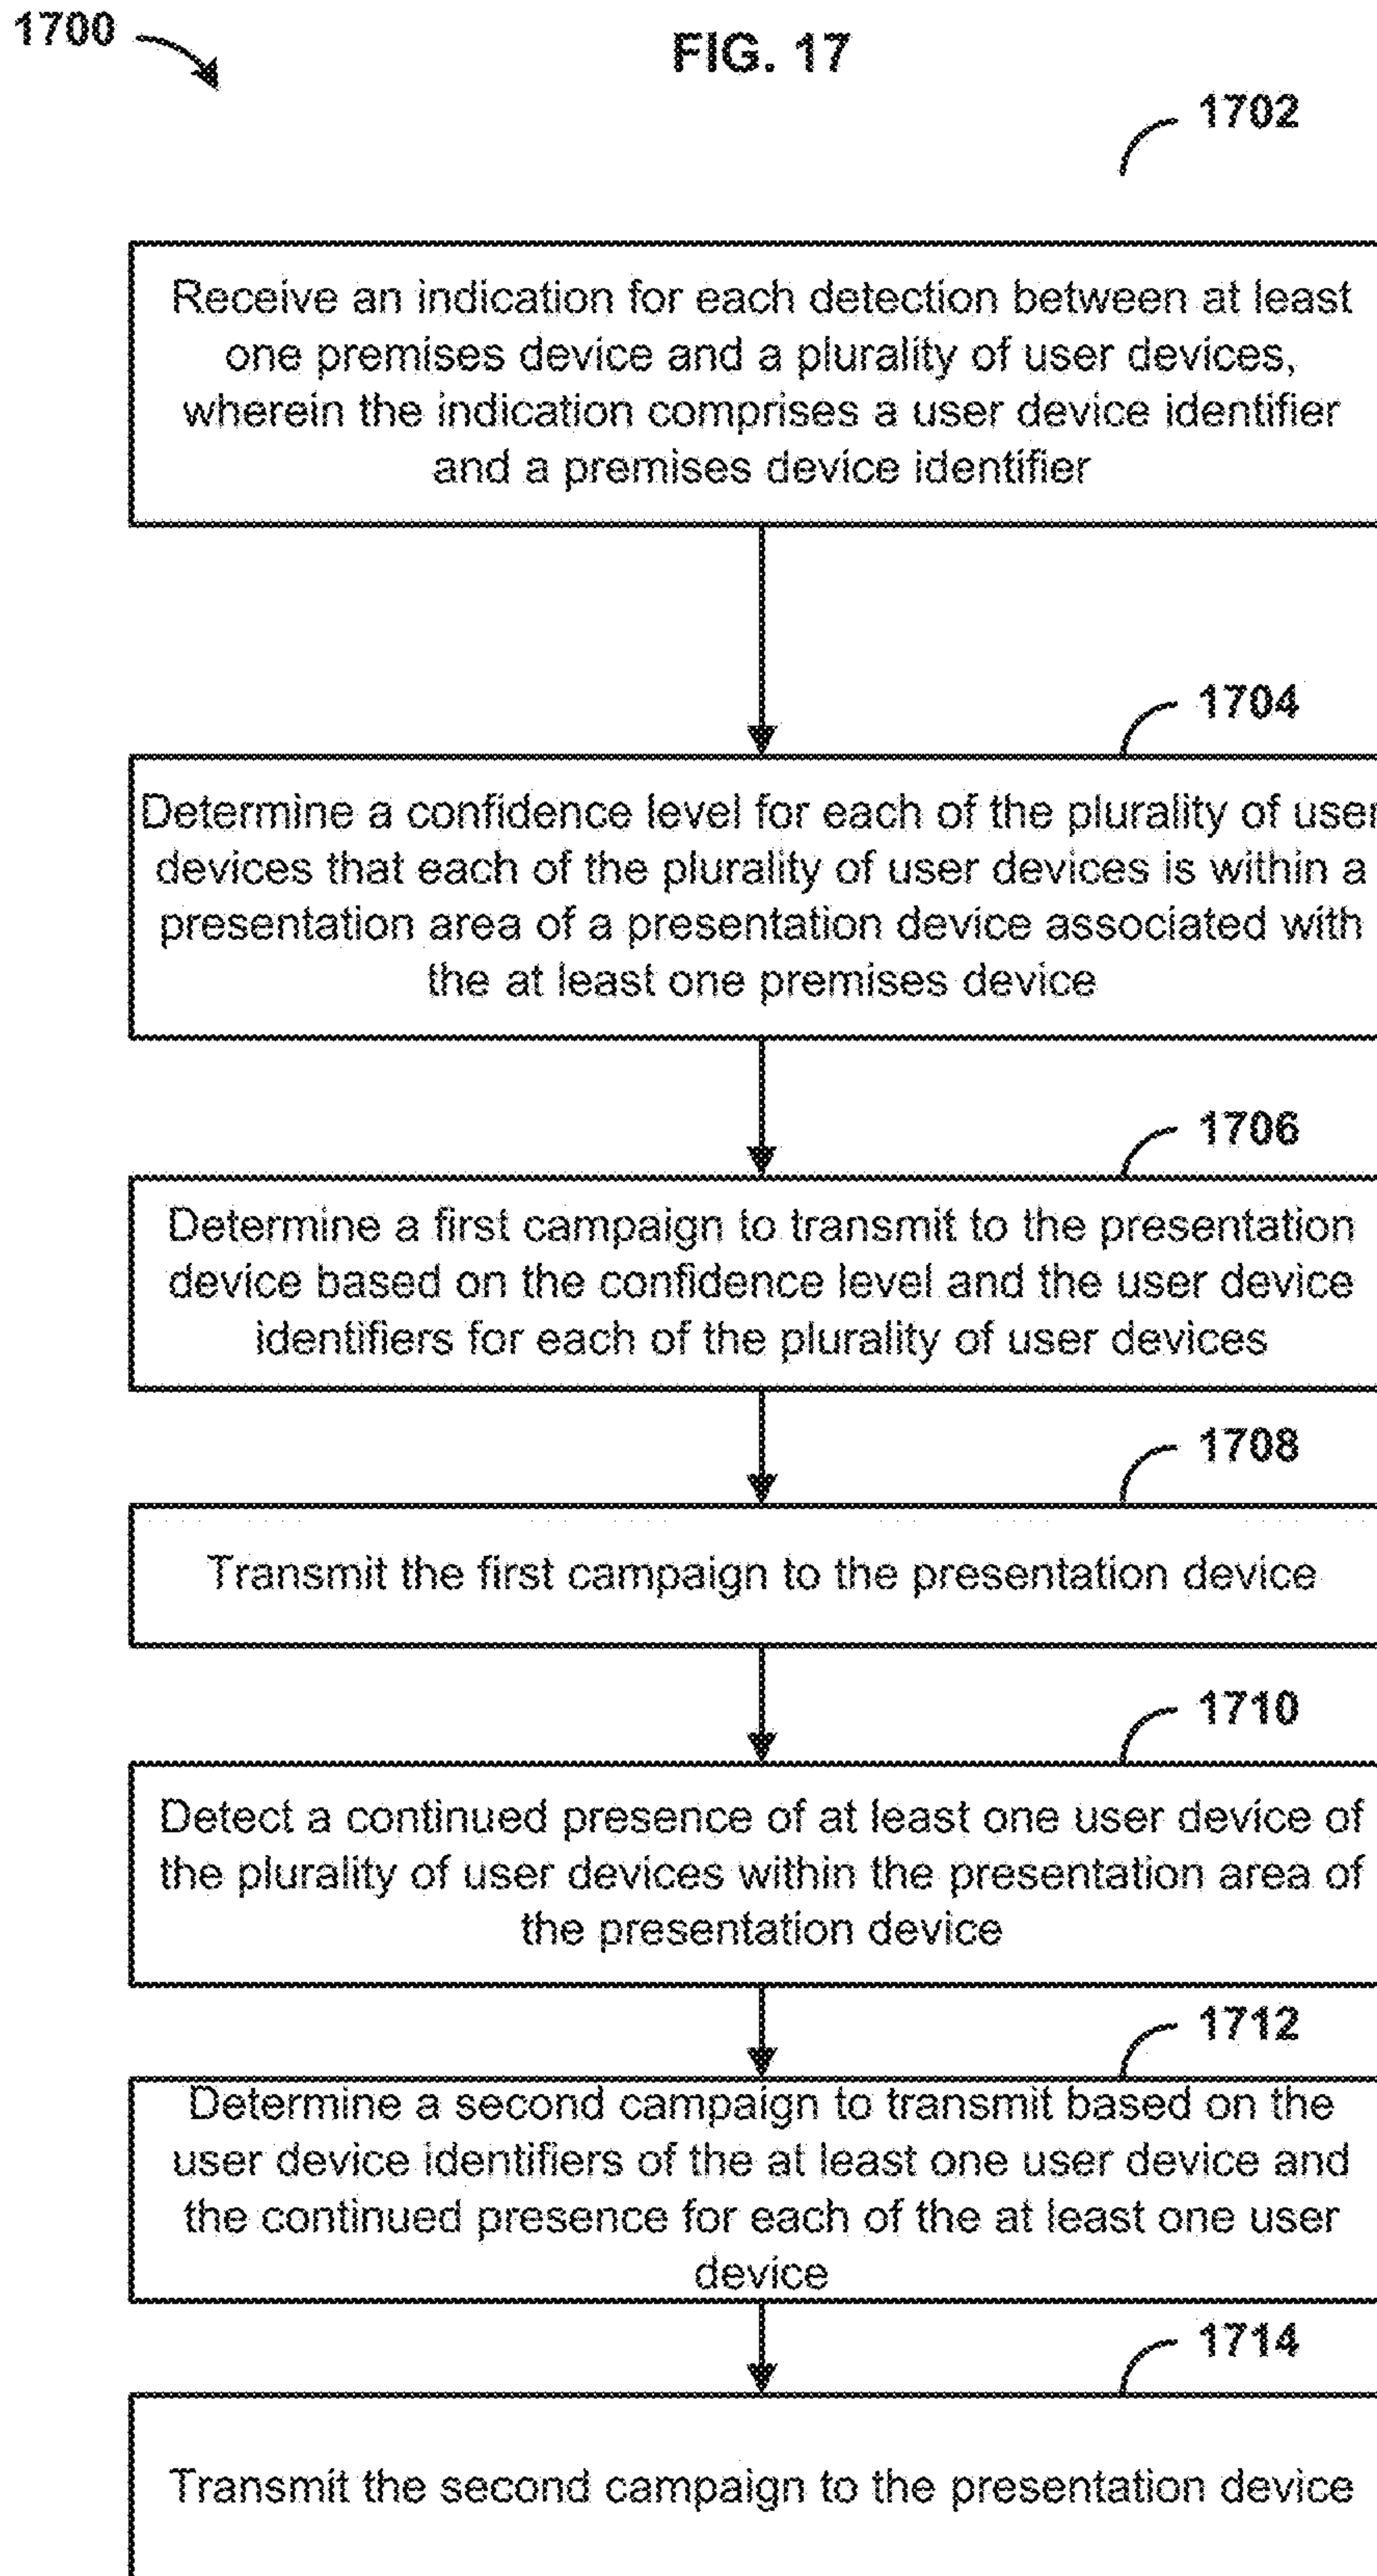 1700
FIG. 17
1702
Receive an indication for each detection between at least
one premises device and a plurality of user devices,
wherein the indication comprises a user device identifier
and a premises device identifier
1704
Determine a confidence level for each of the plurality of user
devices that each of the plurality of user devices is within a
presentation area of a presentation device associated with
the at least one premises device
1706
Determine a first campaign to transmit to the presentation
device based on the confidence level and the user device
identifiers for each of the plurality of user devices
1708
Transmit the first campaign to the presentation device
1710
Detect a continued presence of at least one user device of
the plurality of user devices within the presentation area of
the presentation device
1712
Determine a second campaign to transmit based on the
user device identifiers of the at least one user device and
the continued presence for each of the at least one user
device
1714
Transmit the second campaign to the presentation device